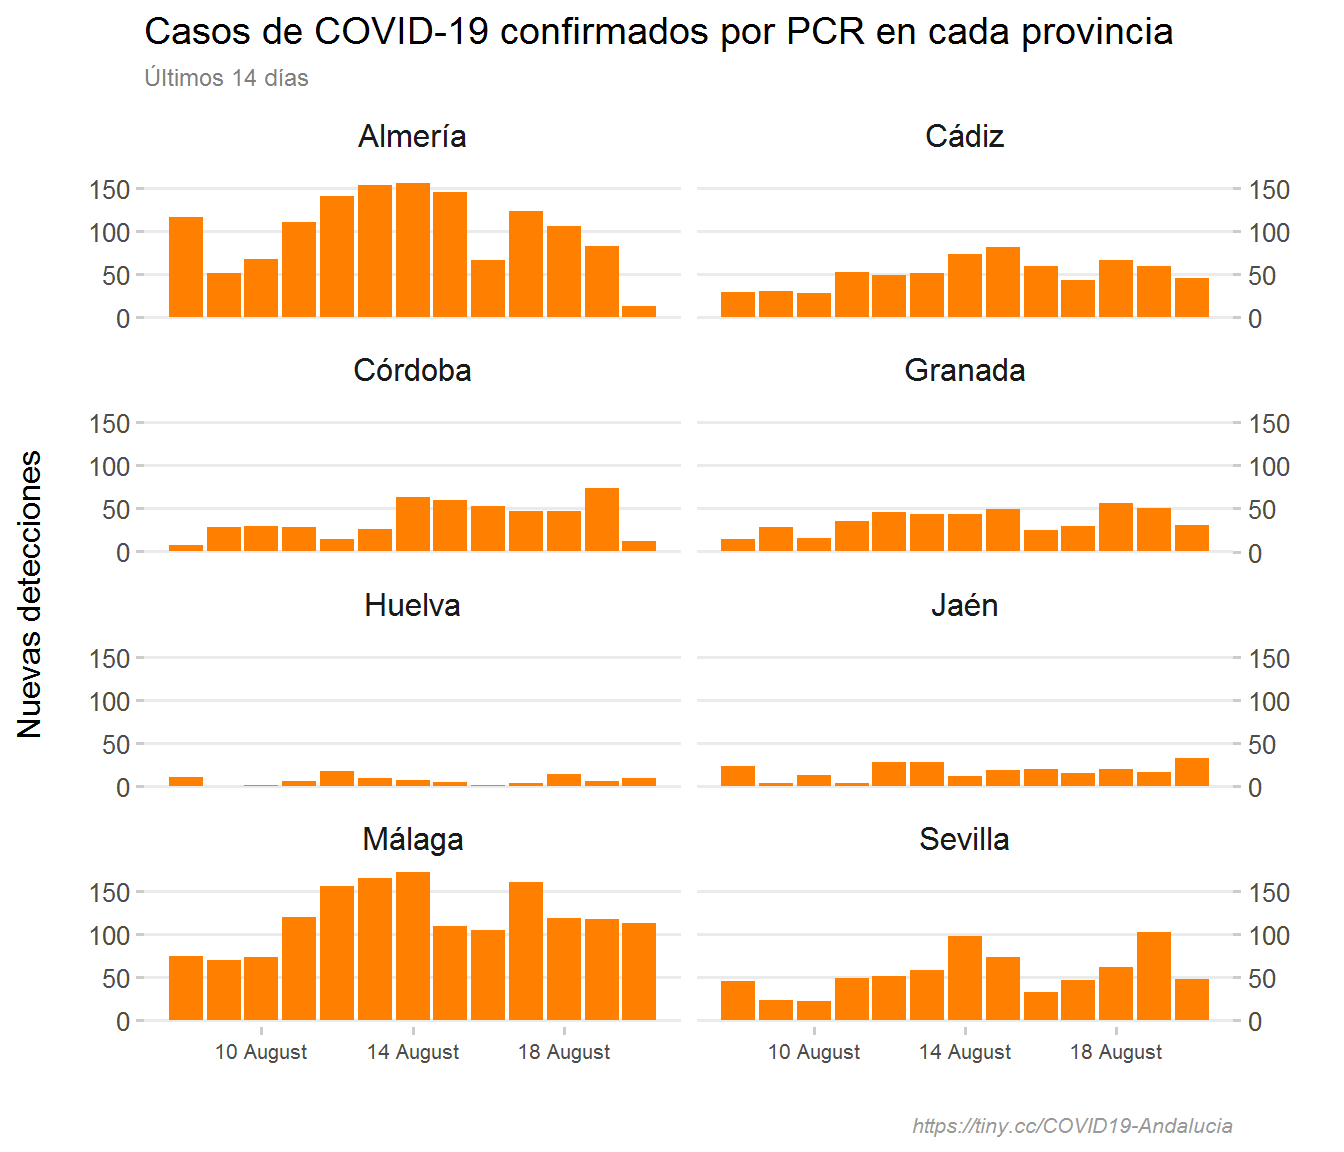 Casos de COVID-19 confirmados por PCR en cada provincia
Últimos 14 días
Almería
Cádiz
150
100
50
0
150
100
50
0
Córdoba
Granada
150
100
50
0
150
100
50
0
Nuevas detecciones
Huelva
Jaén
150
100
50
0
150
100
50
0
Málaga
Sevilla
150
100
50
0
150
100
50
0
10 August 14 August 18 August
10 August 14 August 18 August
https://tiny.cc/COVID19-Andalucia